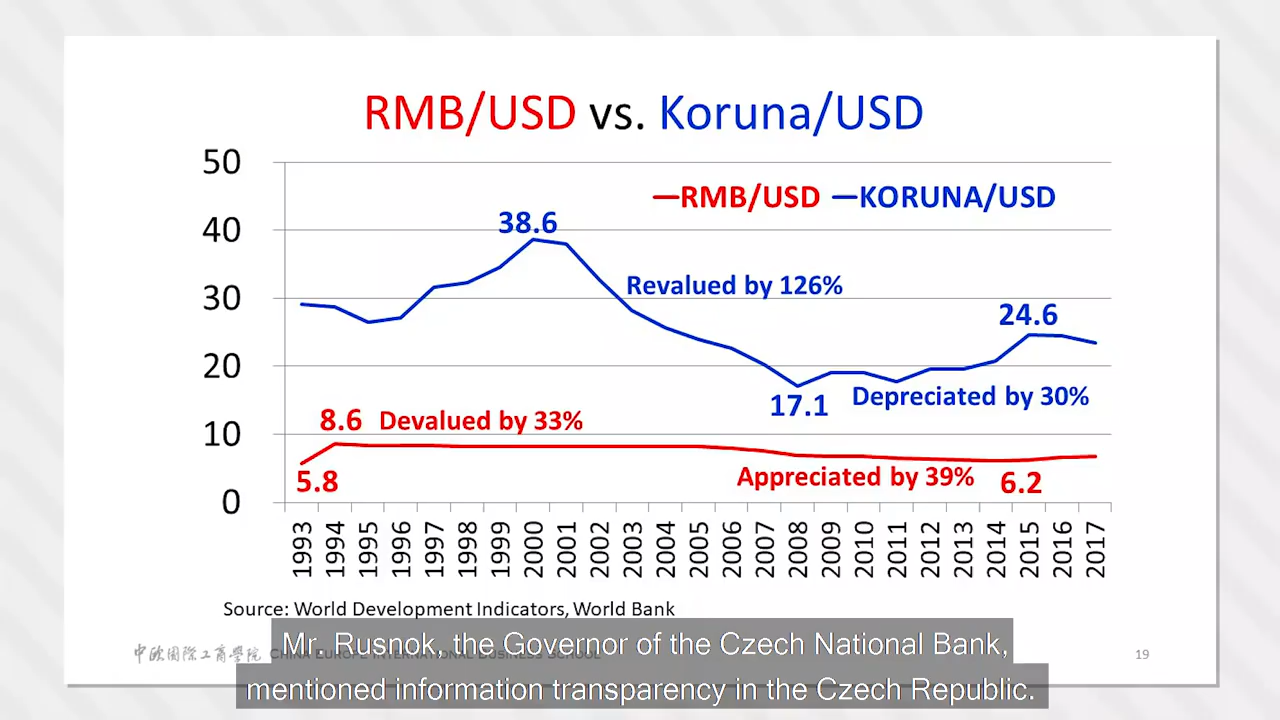 RMB/USD vs. Koruna/USD
50
40
30
20
10
0
—RMB/USD —KORUNA/USD
38.6
Revalued by 126%
24.6
17.1
Depreciated by 30%
8.6
Devalued by 33%
5.8
Appreciated by 39%
6.2
1993 1994 1995 1996 1997 1998 1999 2000 2001 2002 2003 2004 2005 2006 2007 2008 2009 2010 2011 2012 2013 2014 2015 2016 2017
Source: World Development Indicators, World Bank
中欧国际工商学院 CHINA EUROPE INTERNATIONAL BUSINESS SCHOOL
19
Mr. Rusnok, the Governor of the Czech National Bank,
mentioned information transparency in the Czech Republic.